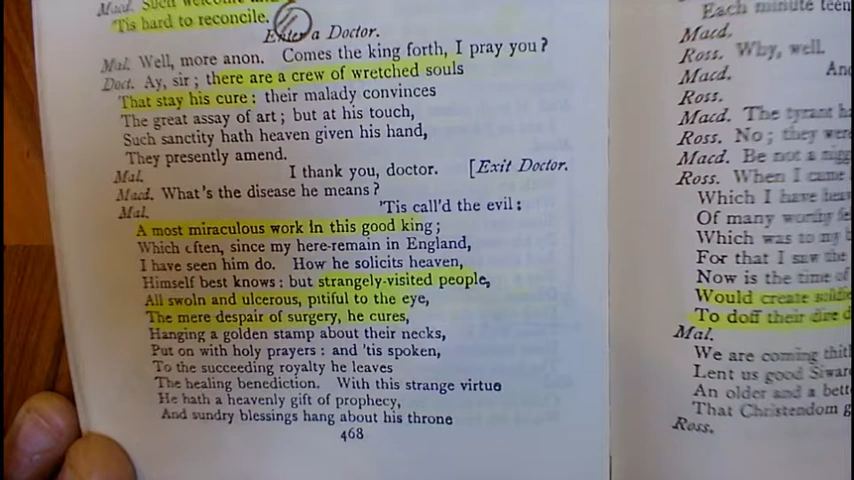 Macd. Such welcome and
'Tis hard to reconcile.
Enter a Doctor.
Mal. Well, more anon. Comes the king forth, I pray you?
Doct. Ay, sir; there are a crew of wretched souls
That stay his cure: their malady convinces
The great assay of art; but at his touch,
Such sanctity hath heaven given his hand,
They presently amend.
Mal. I thank you, doctor. [Exit Doctor.
Macd. What's the disease he means?
Mal. 'Tis call'd the evil:
A most miraculous work in this good king;
Which often, since my here-remain in England,
I have seen him do. How he solicits heaven,
Himself best knows: but strangely-visited people,
All swoln and ulcerous, pitiful to the eye,
The mere despair of surgery, he cures,
Hanging a golden stamp about their necks,
Put on with holy prayers: and 'tis spoken,
To the succeeding royalty he leaves
The healing benediction. With this strange virtue
He hath a heavenly gift of prophecy,
And sundry blessings hang about his throne
468
Each minute teen
Macd.
Ross. Why, well.
Macd. And
Ross.
Macd. The tyrant
Ross. No; they were
Macd. Be not a
Ross. When I came
Which I have
Of many worthy
Which was to my
For that I saw the
Now is the time of
Would create
To doff their dire
Mal.
We are coming
Lent us good Siward
An older and a
That Christendom
Ross.